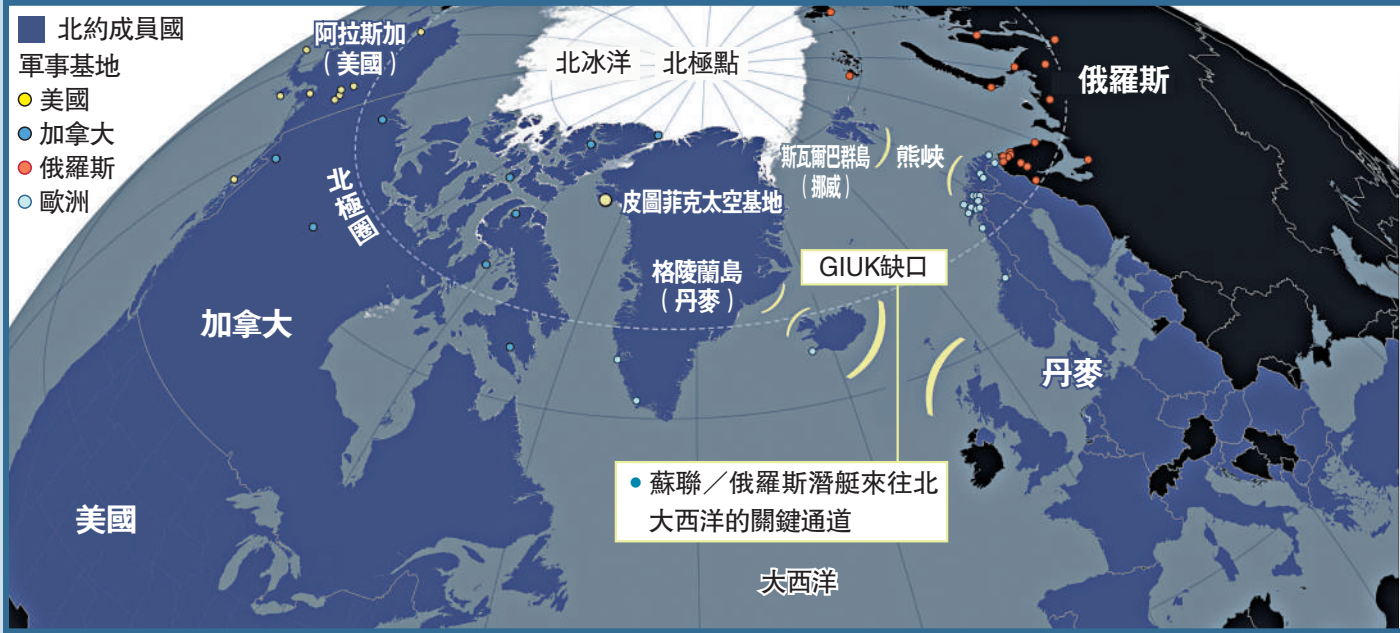 北約成員國
軍事基地
美國
加拿大
俄羅斯
歐洲
阿拉斯加
（美國）
北冰洋 北極點
俄羅斯
斯瓦爾巴群島
（挪威）
熊峽
北極圈
皮圖菲克太空基地
格陵蘭島
（丹麥）
GIUK缺口
加拿大
丹麥
• 蘇聯／俄羅斯潛艇來往北
大西洋的關鍵通道
美國
大西洋